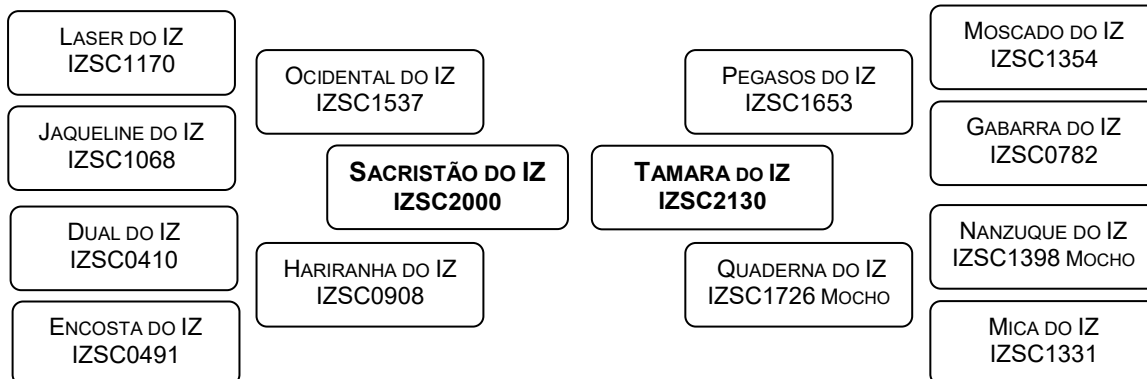 LASER DO IZ
IZSC1170
JAQUELINE DO IZ
IZSC1068
DUAL DO IZ
IZSC0410
ENCOSTA DO IZ
IZSC0491
OCIDENTAL DO IZ
IZSC1537
HARIRANHA DO IZ
IZSC0908
SACRISTÃO DO IZ
IZSC2000
TAMARA DO IZ
IZSC2130
PEGASOS DO IZ
IZSC1653
QUADERNA DO IZ
IZSC1726 MOCHO
MOSCADO DO IZ
IZSC1354
GABARRA DO IZ
IZSC0782
NANZUQUE DO IZ
IZSC1398 MOCHO
MICA DO IZ
IZSC1331